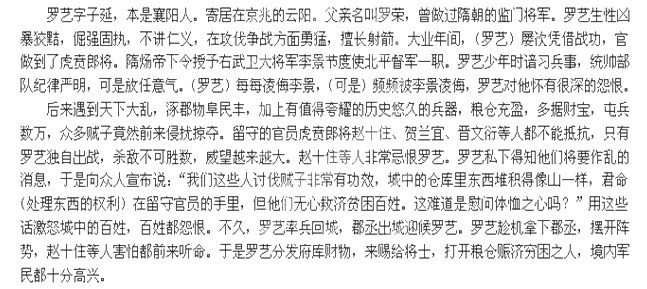 罗艺字子延，本是襄阳人。寄居在京兆的云阳。父亲名叫罗荣，曾做过隋朝的监门将军。罗艺生性凶
暴狡黠，倔强固执，不讲仁义，在攻伐争战方面勇猛，擅长射箭。大业年间，（罗艺）屡次凭借战功，官
做到了虎贲郎将。隋炀帝下令授予右武卫大将军李景节度使北平督军一职。罗艺少年时谙习兵事，统帅部
队纪律严明，可是放任意气。（罗艺）每每凌侮李景，（可是）频频被李景凌侮，罗艺对他怀有很深的怨恨。
后来遇到天下大乱，涿郡物阜民丰，加上有值得夸耀的历史悠久的兵器，粮仓充盈，多据财宝，屯兵
数万，众多贼子竟然前来侵扰掠夺。留守的官员虎贲郎将赵十住、贺兰宜、晋文衍等人都不能抵抗，只有
罗艺独自出战，杀敌不可胜数，威望越来越大。赵十住等人非常忌恨罗艺。罗艺私下得知他们将要作乱的
消息，于是向众人宣布说：“我们这些人讨伐贼子非常有功效，城中的仓库里东西堆积得像山一样，君命
（处理东西的权利）在留守官员的手里，但他们无心救济贫困百姓。这难道是慰问体恤之心吗？”用这些
话激怒城中的百姓，百姓都怨恨。不久，罗艺率兵回城，郡丞出城迎候罗艺。罗艺趁机拿下郡丞，摆开阵
势，赵十住等人害怕都前来听命。于是罗艺分发府库财物，来赐给将士，打开粮仓赈济穷困之人，境内军
民都十分高兴。